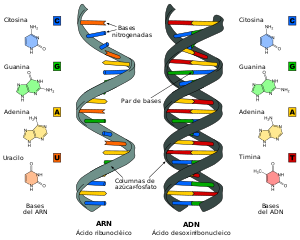 Citosina C
Bases
nitrogenadas
Citosina C
Guanina G
Guanina G
Par de bases
Adenina A
Adenina A
Uracilo U
Columnas de
azúcar-fosfato
Timina T
Bases
del ARN
ARN
Ácido ribonucléico
ADN
Ácido desoxirribonucleico
Bases
del ADN